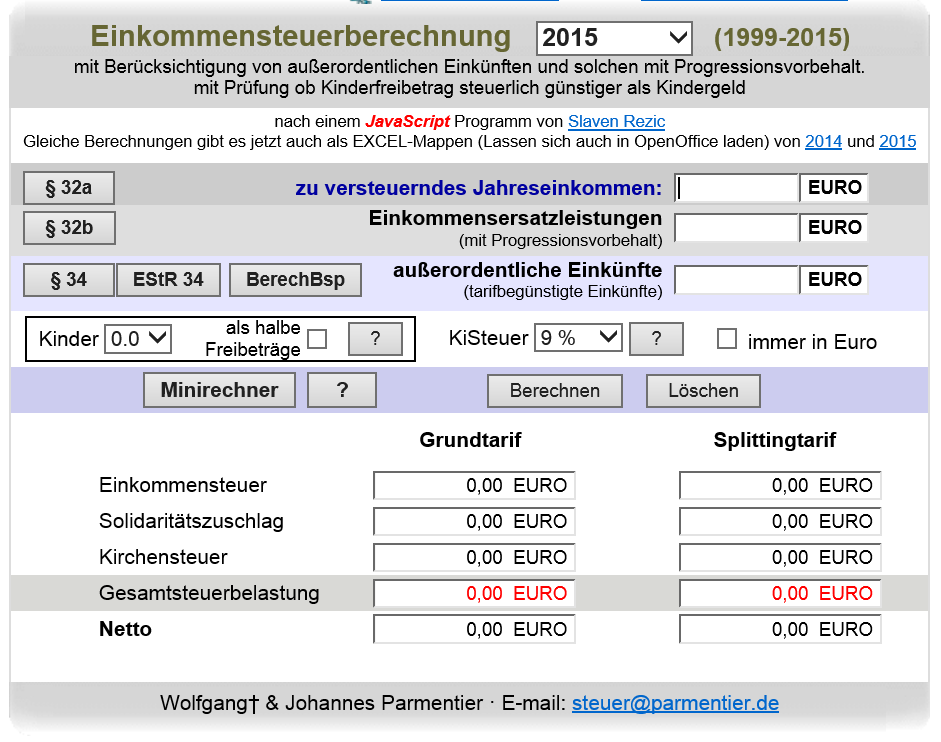 Einkommensteuerberechnung 2015 (1999-2015)
mit Berücksichtigung von außerordentlichen Einkünften und solchen mit Progressionsvorbehalt.
mit Prüfung ob Kinderfreibetrag steuerlich günstiger als Kindergeld
nach einem JavaScript Programm von Slaven Rezic
Gleiche Berechnungen gibt es jetzt auch als EXCEL-Mappen (Lassen sich auch in OpenOffice laden) von 2014 und 2015
§ 32a zu versteuerndes Jahreseinkommen: EURO
§ 32b Einkommensersatzleistungen EURO
(mit Progressionsvorbehalt)
§ 34 EStR 34 BerechBsp außerordentliche Einkünfte EURO
(tarifbegünstigte Einkünfte)
Kinder 0.0 als halbe Freibeträge ? KiSteuer 9 % ? immer in Euro
Minirechner ? Berechnen Löschen
Grundtarif Splittingtarif
Einkommensteuer 0,00 EURO 0,00 EURO
Solidaritätszuschlag 0,00 EURO 0,00 EURO
Kirchensteuer 0,00 EURO 0,00 EURO
Gesamtsteuerbelastung 0,00 EURO 0,00 EURO
Netto 0,00 EURO 0,00 EURO
Wolfgang† & Johannes Parmentier · E-mail: steuer@parmentier.de